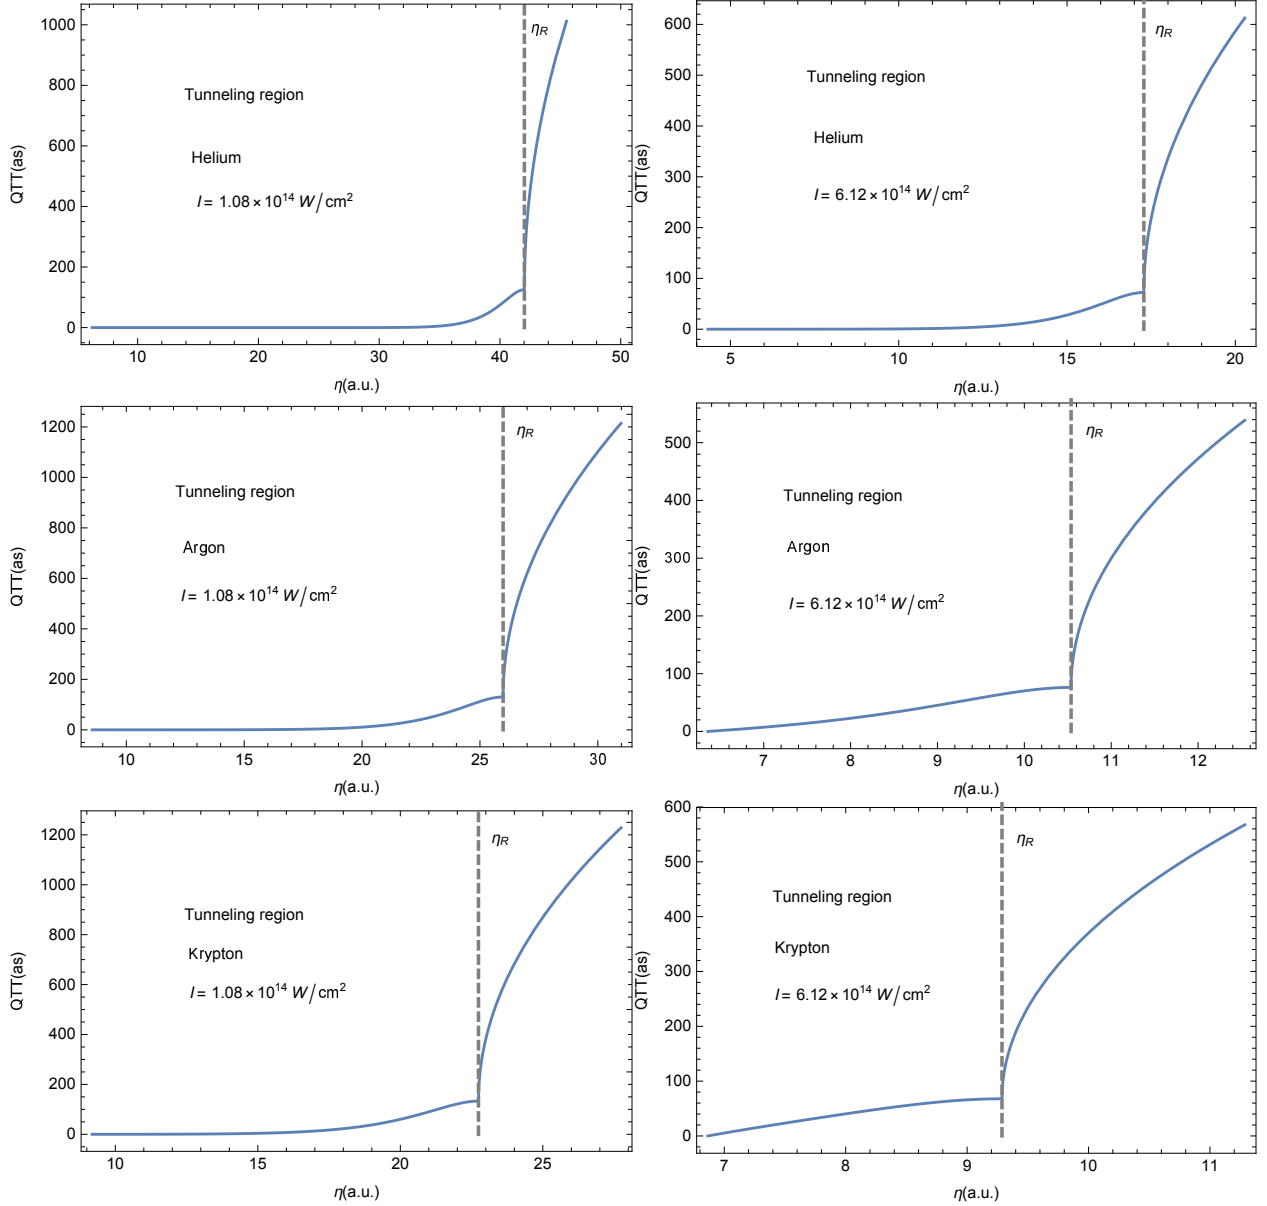 1000
800
600
400
200
0
QTT(as)
η_R
Tunneling region
Helium
I = 1.08×10^14 W/cm^2
10 20 30 40 50
η(a.u.)
600
500
400
300
200
100
0
QTT(as)
η_R
Tunneling region
Helium
I = 6.12×10^14 W/cm^2
5 10 15 20
η(a.u.)
1200
1000
800
600
400
200
0
QTT(as)
η_R
Tunneling region
Argon
I = 1.08×10^14 W/cm^2
10 15 20 25 30
η(a.u.)
500
400
300
200
100
0
QTT(as)
η_R
Tunneling region
Argon
I = 6.12×10^14 W/cm^2
7 8 9 10 11 12
η(a.u.)
1200
1000
800
600
400
200
0
QTT(as)
η_R
Tunneling region
Krypton
I = 1.08×10^14 W/cm^2
10 15 20 25
η(a.u.)
600
500
400
300
200
100
0
QTT(as)
η_R
Tunneling region
Krypton
I = 6.12×10^14 W/cm^2
7 8 9 10 11
η(a.u.)